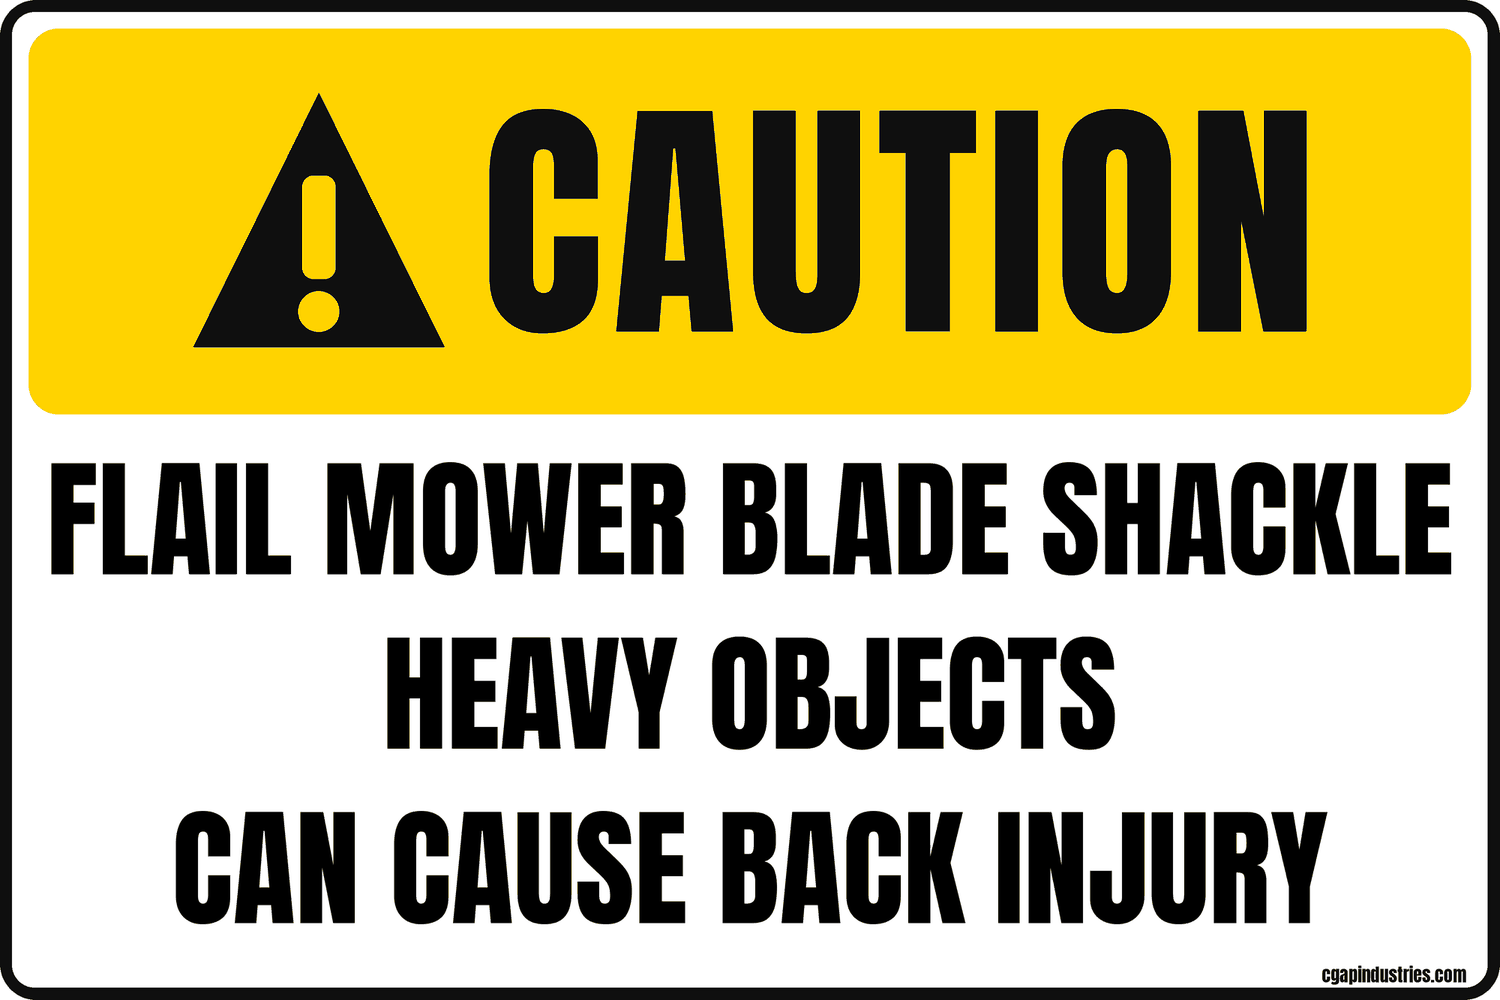 CAUTION
FLAIL MOWER BLADE SHACKLE
HEAVY OBJECTS
CAN CAUSE BACK INJURY
cgapindustries.com